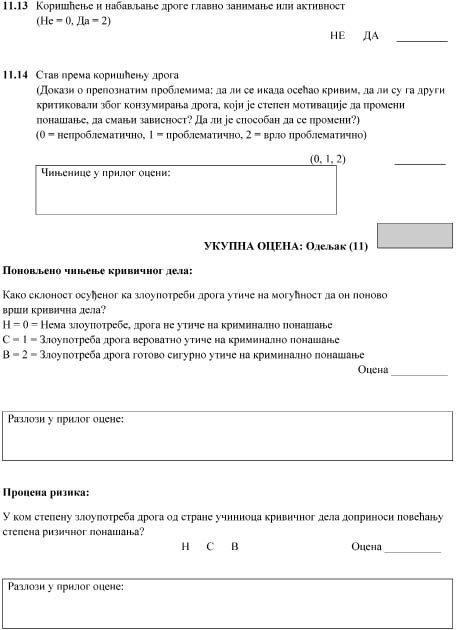 11.13 Коришћење и набављање дроге главно занимање или активност
(Не = 0, Да = 2)
НЕ ДА __________
11.14 Став према коришћењу дрога
(Докази о препознатим проблемима: да ли се икада осећао кривим, да ли су га други
критиковали због конзумирања дрога, који је степен мотивације да промени
понашање, да смањи зависност? Да ли је способан да се промени?)
(0 = непроблематично, 1 = проблематично, 2 = врло проблематично)
(0, 1, 2) __________
Чињенице у прилог оцени:
УКУПНА ОЦЕНА: Одељак (11)
Поновљено чињење кривичног дела:
Како склоност осуђеног ка злоупотреби дрога утиче на могућност да он поново
врши кривична дела?
Н = 0 = Нема злоупотребе, дрога не утиче на криминално понашање
С = 1 = Злоупотреба дрога вероватно утиче на криминално понашање
В = 2 = Злоупотреба дрога готово сигурно утиче на криминално понашање
Оцена __________
Разлози у прилог оцене:
Процена ризика:
У ком степену злоупотреба дрога од стране учиниоца кривичног дела доприноси повећању
степена ризичног понашања?
Н С В Оцена __________
Разлози у прилог оцене: